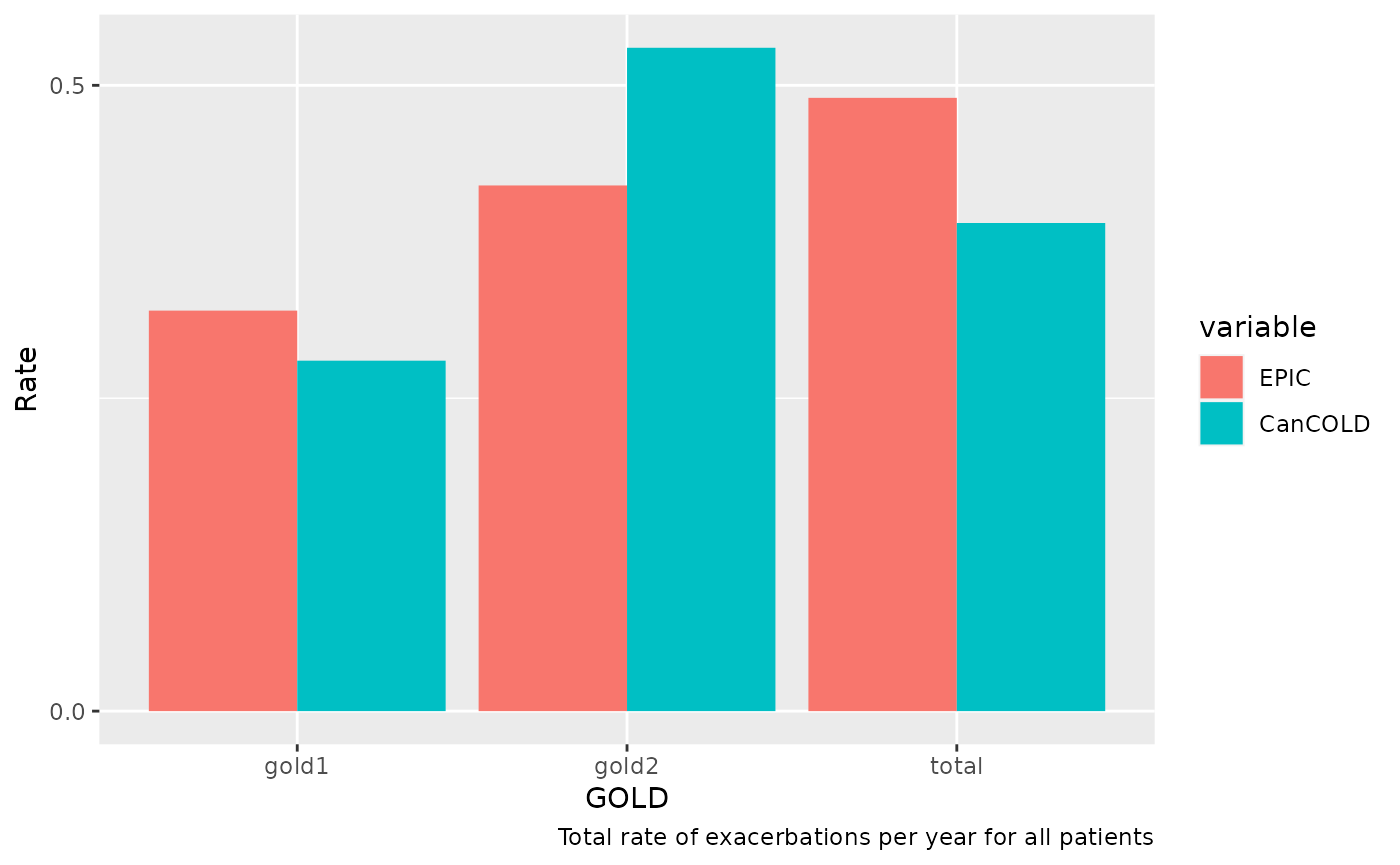 0.5
0.0
Rate
gold1
gold2
total
GOLD
Total rate of exacerbations per year for all patients
variable
EPIC
CanCOLD